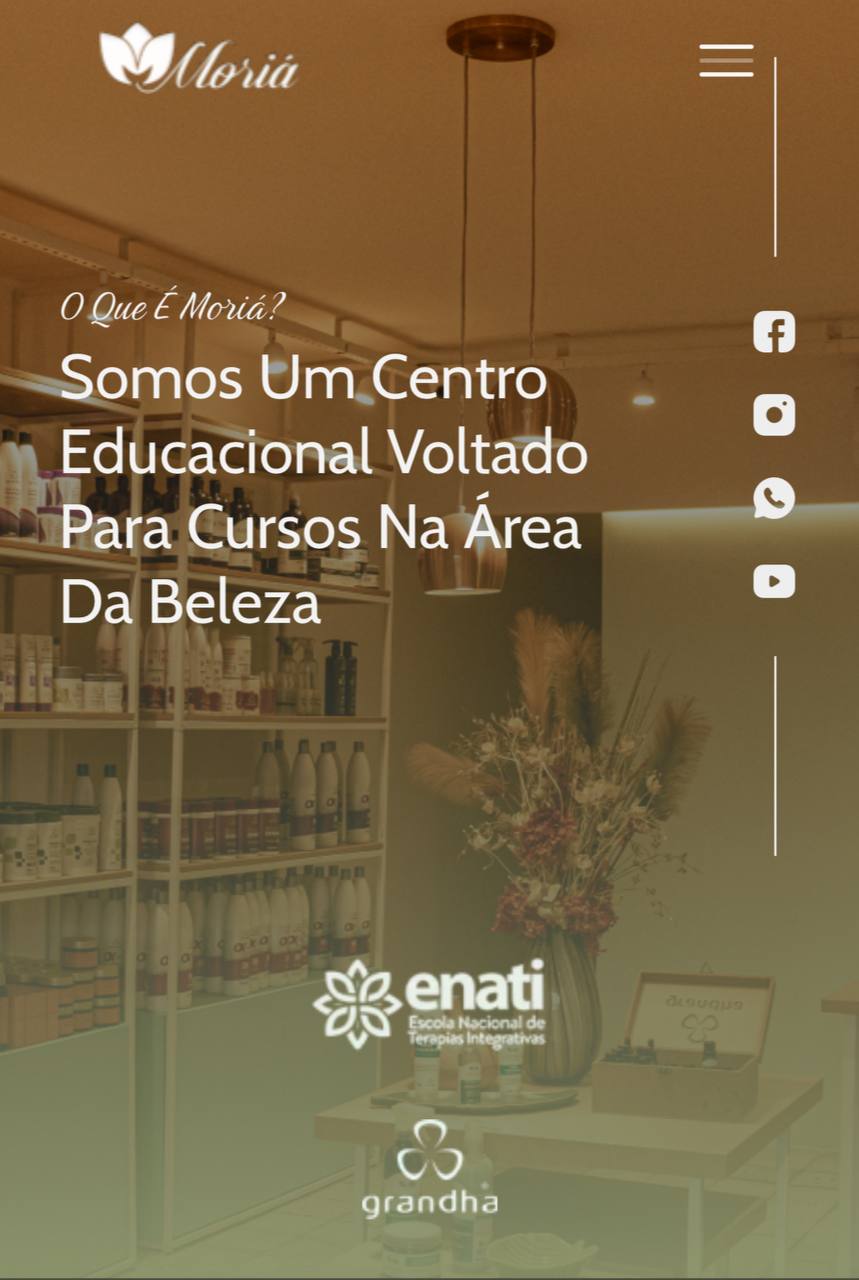 Moriá
O Que É Moriá?
Somos Um Centro
Educacional Voltado
Para Cursos Na Área
Da Beleza
enati
Escola Nacional de
Terapias Integrativas
grandha
grandha